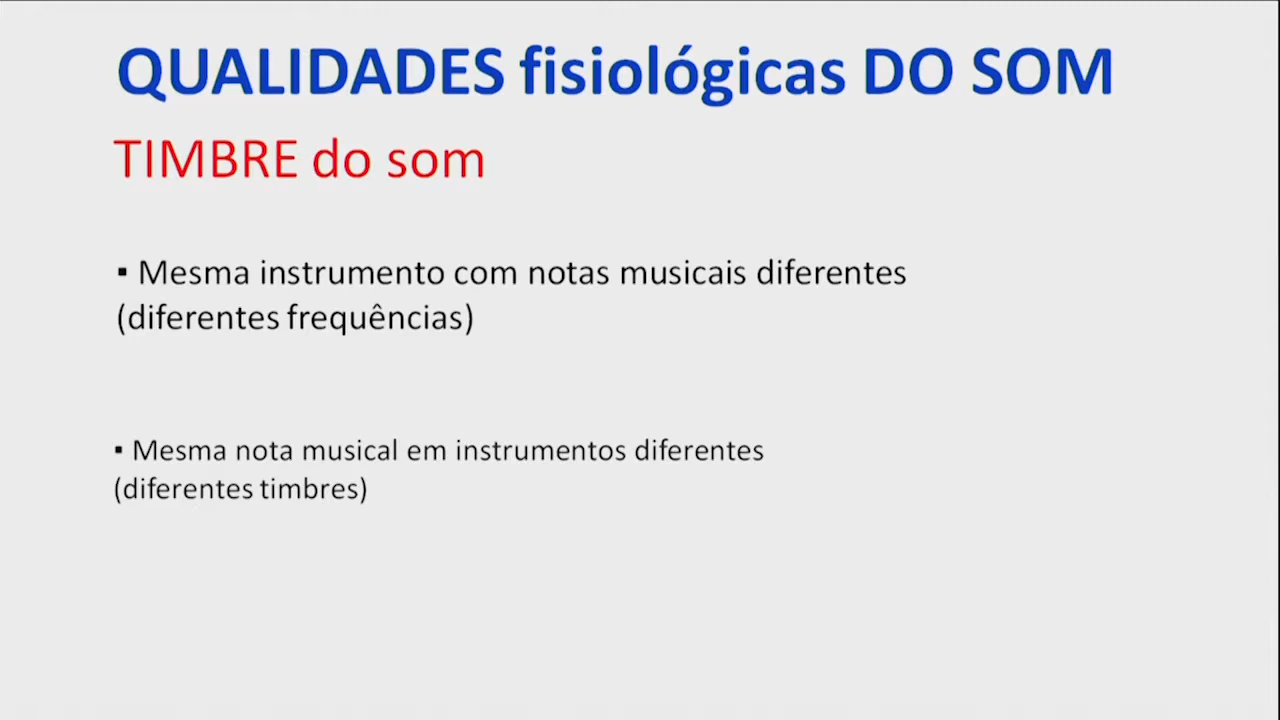 QUALIDADES fisiológicas DO SOM
TIMBRE do som
▪ Mesma instrumento com notas musicais diferentes
(diferentes frequências)
▪ Mesma nota musical em instrumentos diferentes
(diferentes timbres)